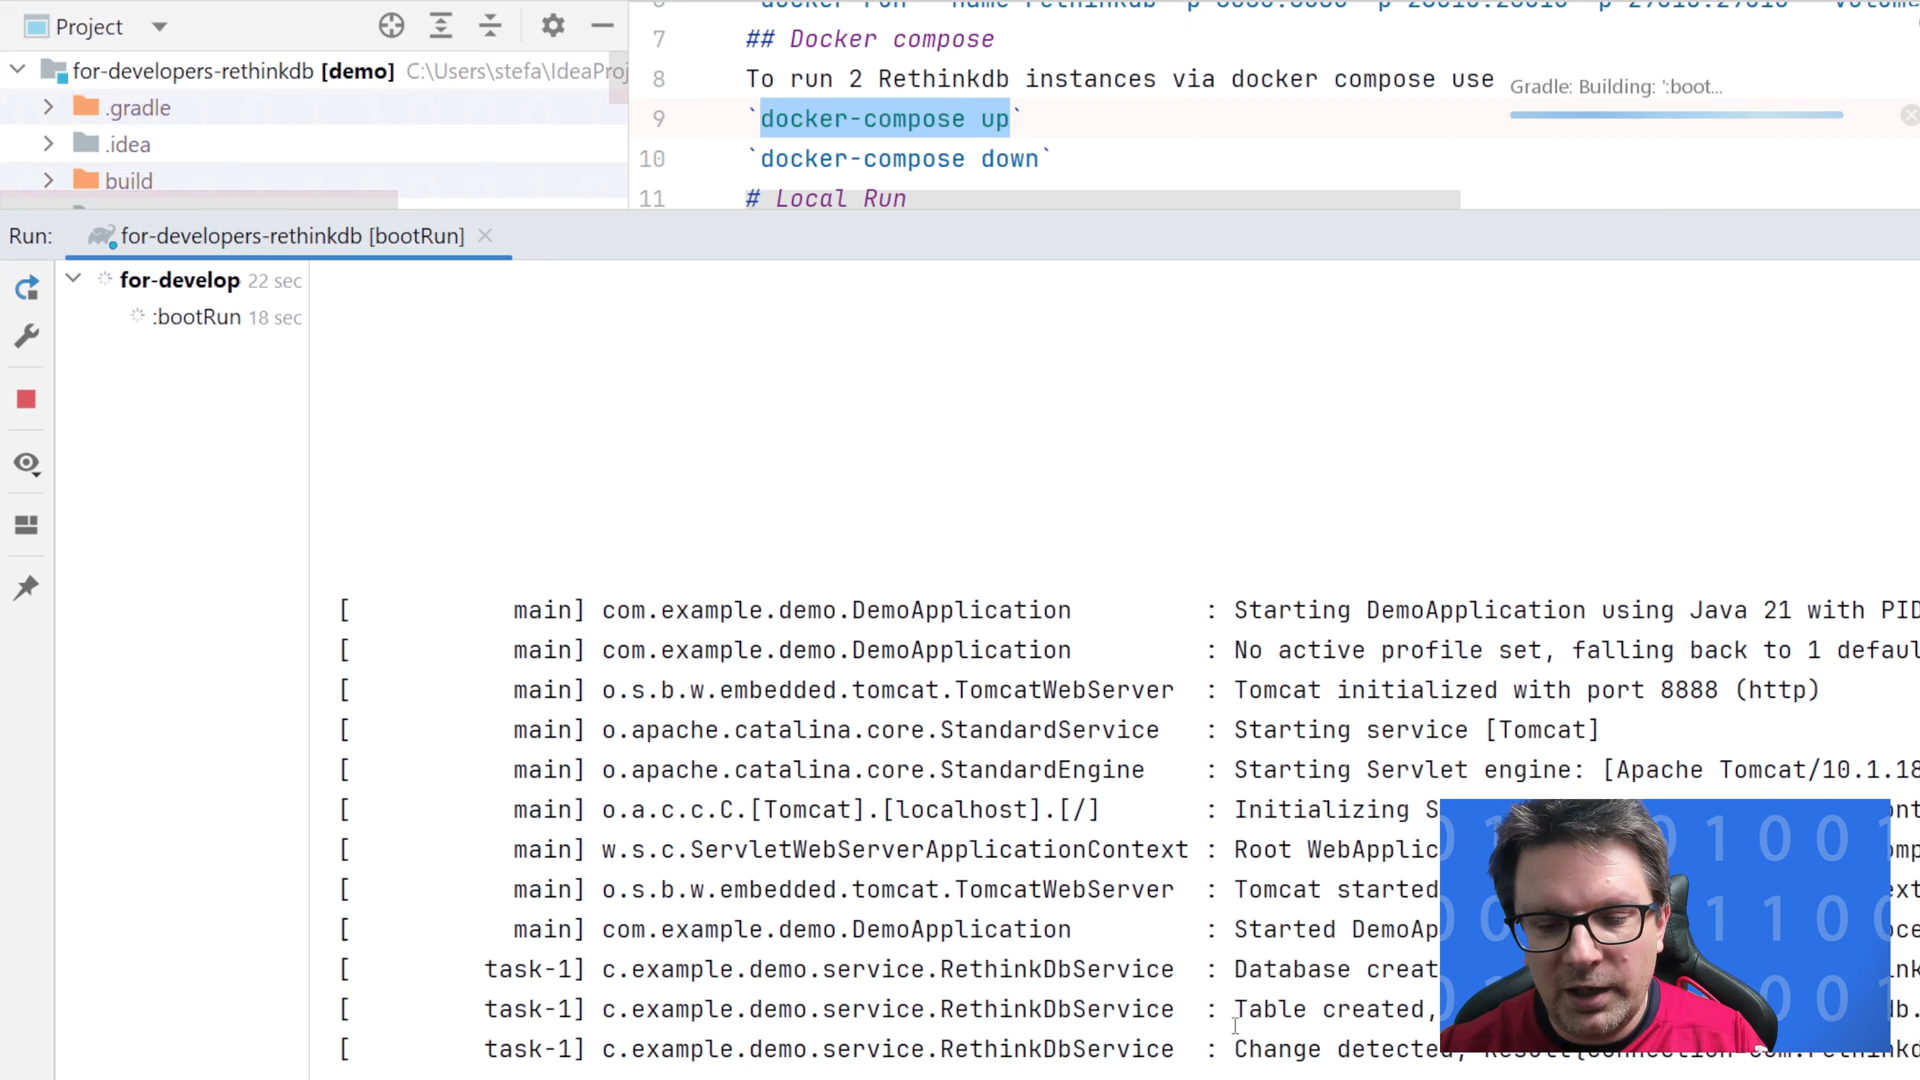 Project
for-developers-rethinkdb [demo] C:\Users\stefa\IdeaProj
.gradle
.idea
build
7 ## Docker compose
8 To run 2 Rethinkdb instances via docker compose use
9 `docker-compose up`
10 `docker-compose down`
11 # Local Run
Gradle: Building: ':boot...
Run: for-developers-rethinkdb [bootRun]
for-develop 22 sec
:bootRun 18 sec
[ main] com.example.demo.DemoApplication : Starting DemoApplication using Java 21 with PID
[ main] com.example.demo.DemoApplication : No active profile set, falling back to 1 defaul
[ main] o.s.b.w.embedded.tomcat.TomcatWebServer : Tomcat initialized with port 8888 (http)
[ main] o.apache.catalina.core.StandardService : Starting service [Tomcat]
[ main] o.apache.catalina.core.StandardEngine : Starting Servlet engine: [Apache Tomcat/10.1.18
[ main] o.a.c.c.C.[Tomcat].[localhost].[/] : Initializing S
[ main] w.s.c.ServletWebServerApplicationContext : Root WebApplic
[ main] o.s.b.w.embedded.tomcat.TomcatWebServer : Tomcat started
[ main] com.example.demo.DemoApplication : Started DemoAp
[ task-1] c.example.demo.service.RethinkDbService : Database creat
[ task-1] c.example.demo.service.RethinkDbService : Table created,
[ task-1] c.example.demo.service.RethinkDbService : Change detected,